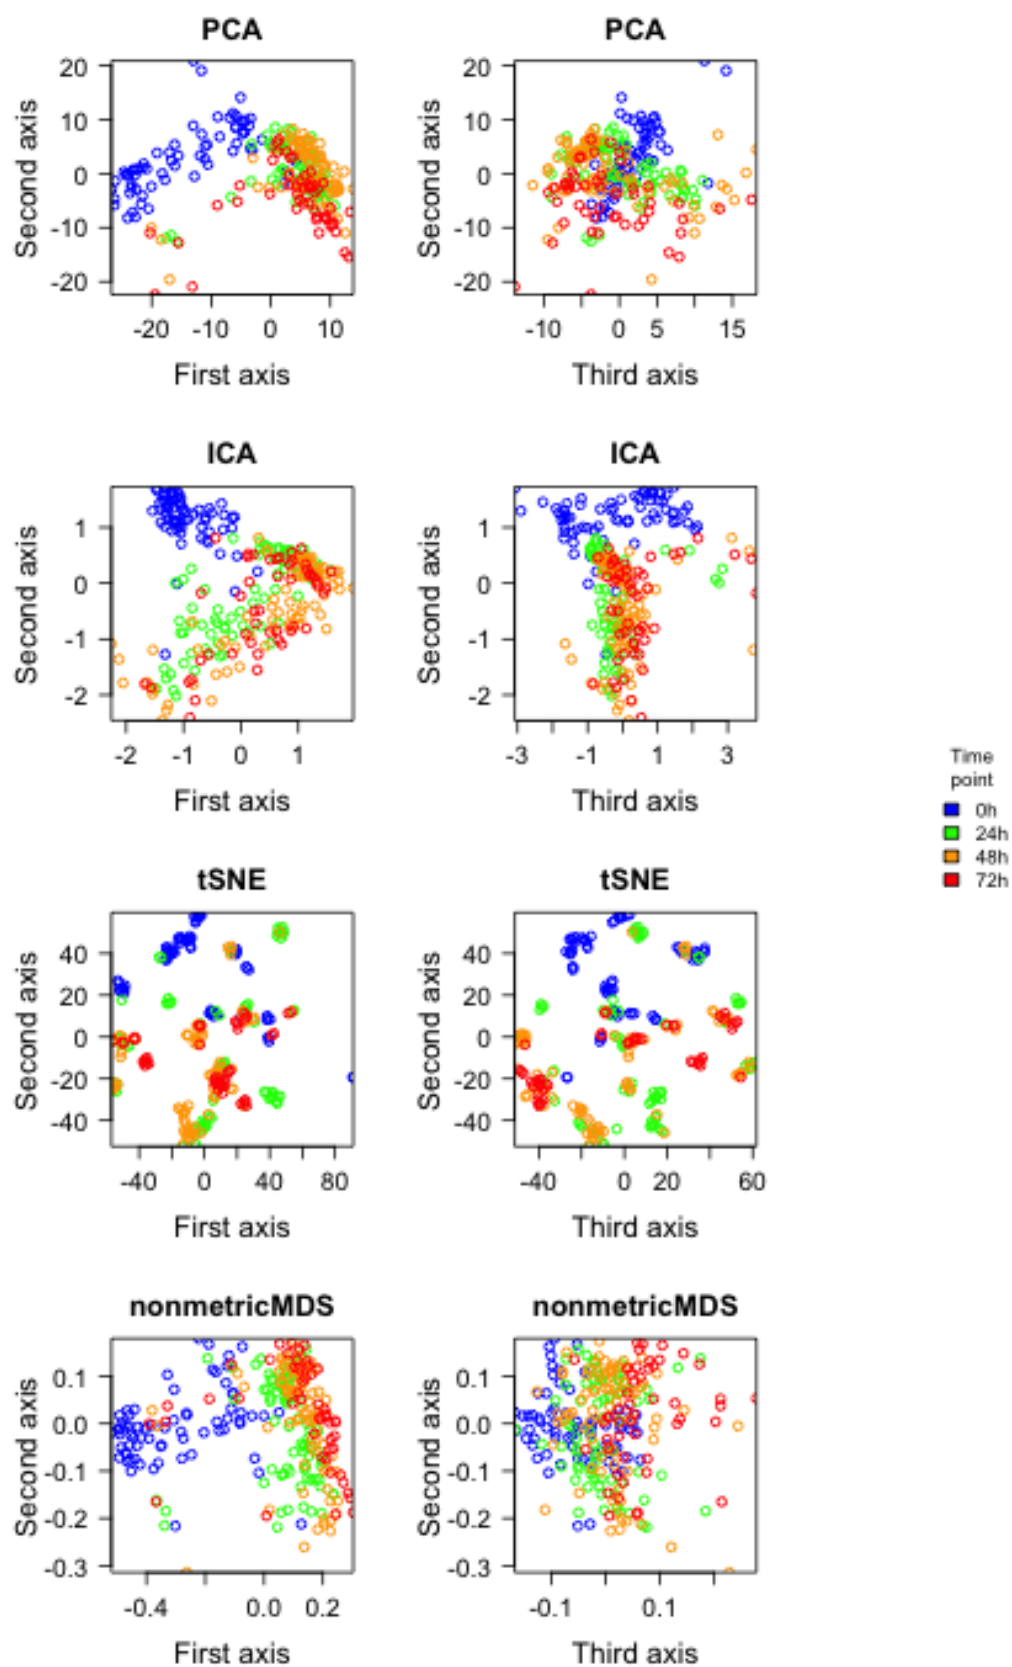 PCA
PCA
Second axis
20
10
0
-10
-20
-20 -10 0 10
First axis
Second axis
20
10
0
-10
-20
-10 0 5 15
Third axis
ICA
ICA
Second axis
1
0
-1
-2
-2 -1 0 1
First axis
Second axis
1
0
-1
-2
-3 -1 1 3
Third axis
Time
point
0h
24h
48h
72h
tSNE
tSNE
Second axis
40
20
0
-20
-40
-40 0 40 80
First axis
Second axis
40
20
0
-20
-40
-40 0 20 60
Third axis
nonmetricMDS
nonmetricMDS
Second axis
0.1
0.0
-0.1
-0.2
-0.3
-0.4 0.0 0.2
First axis
Second axis
0.1
0.0
-0.1
-0.2
-0.3
-0.1 0.1
Third axis